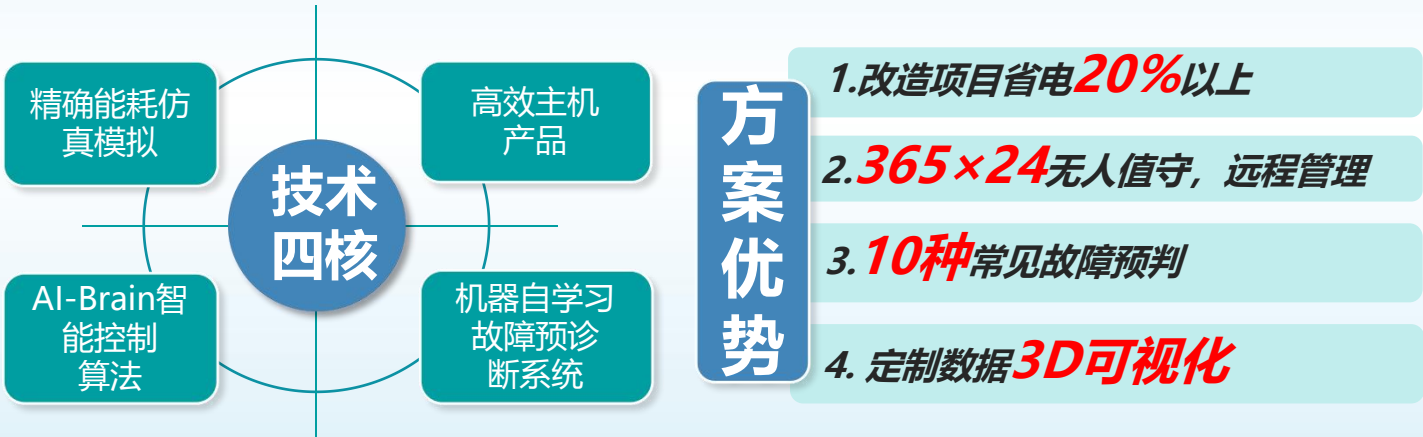 精确能耗仿
真模拟
高效主机
产品
技术
四核
AI-Brain智
能控制
算法
机器自学习
故障预诊
断系统
方
案
优
势
1.改造项目省电20%以上
2.365×24无人值守，远程管理
3.10种常见故障预判
4. 定制数据3D可视化